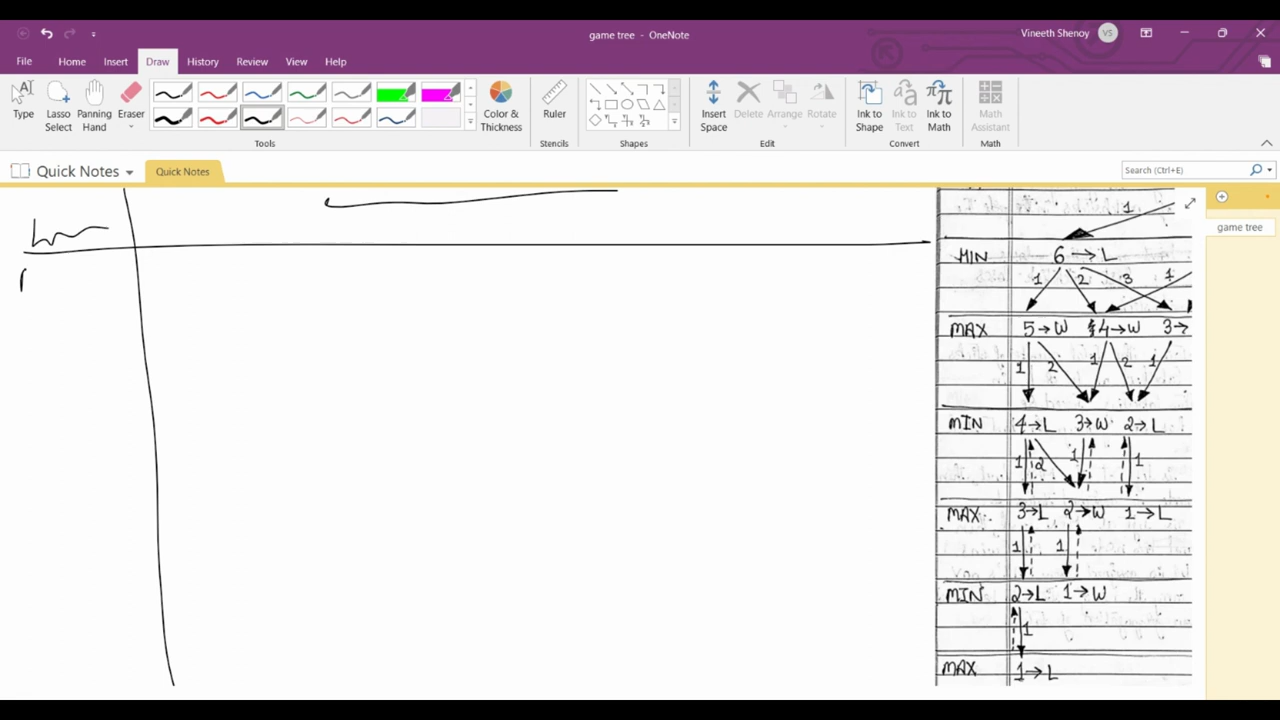 game tree - OneNote
Vineeth Shenoy VS
File Home Insert Draw History Review View Help
Type Lasso Select Panning Hand Eraser Color & Thickness Ruler Insert Space Delete Arrange Rotate Ink to Shape Ink to Text Ink to Math Math Assistant
Tools Stencils Shapes Edit Convert Math
Quick Notes Quick Notes Search (Ctrl+E)
game tree
1
MIN 6→L
1 2 3 1
MAX 5→W 4→W 3→
1 2 1 2 1
MIN 4→L 3→W 2→L
1 2 1 1
MAX 3→L 2→W 1→L
1 1
MIN 2→L 1→W
1
MAX 1→L